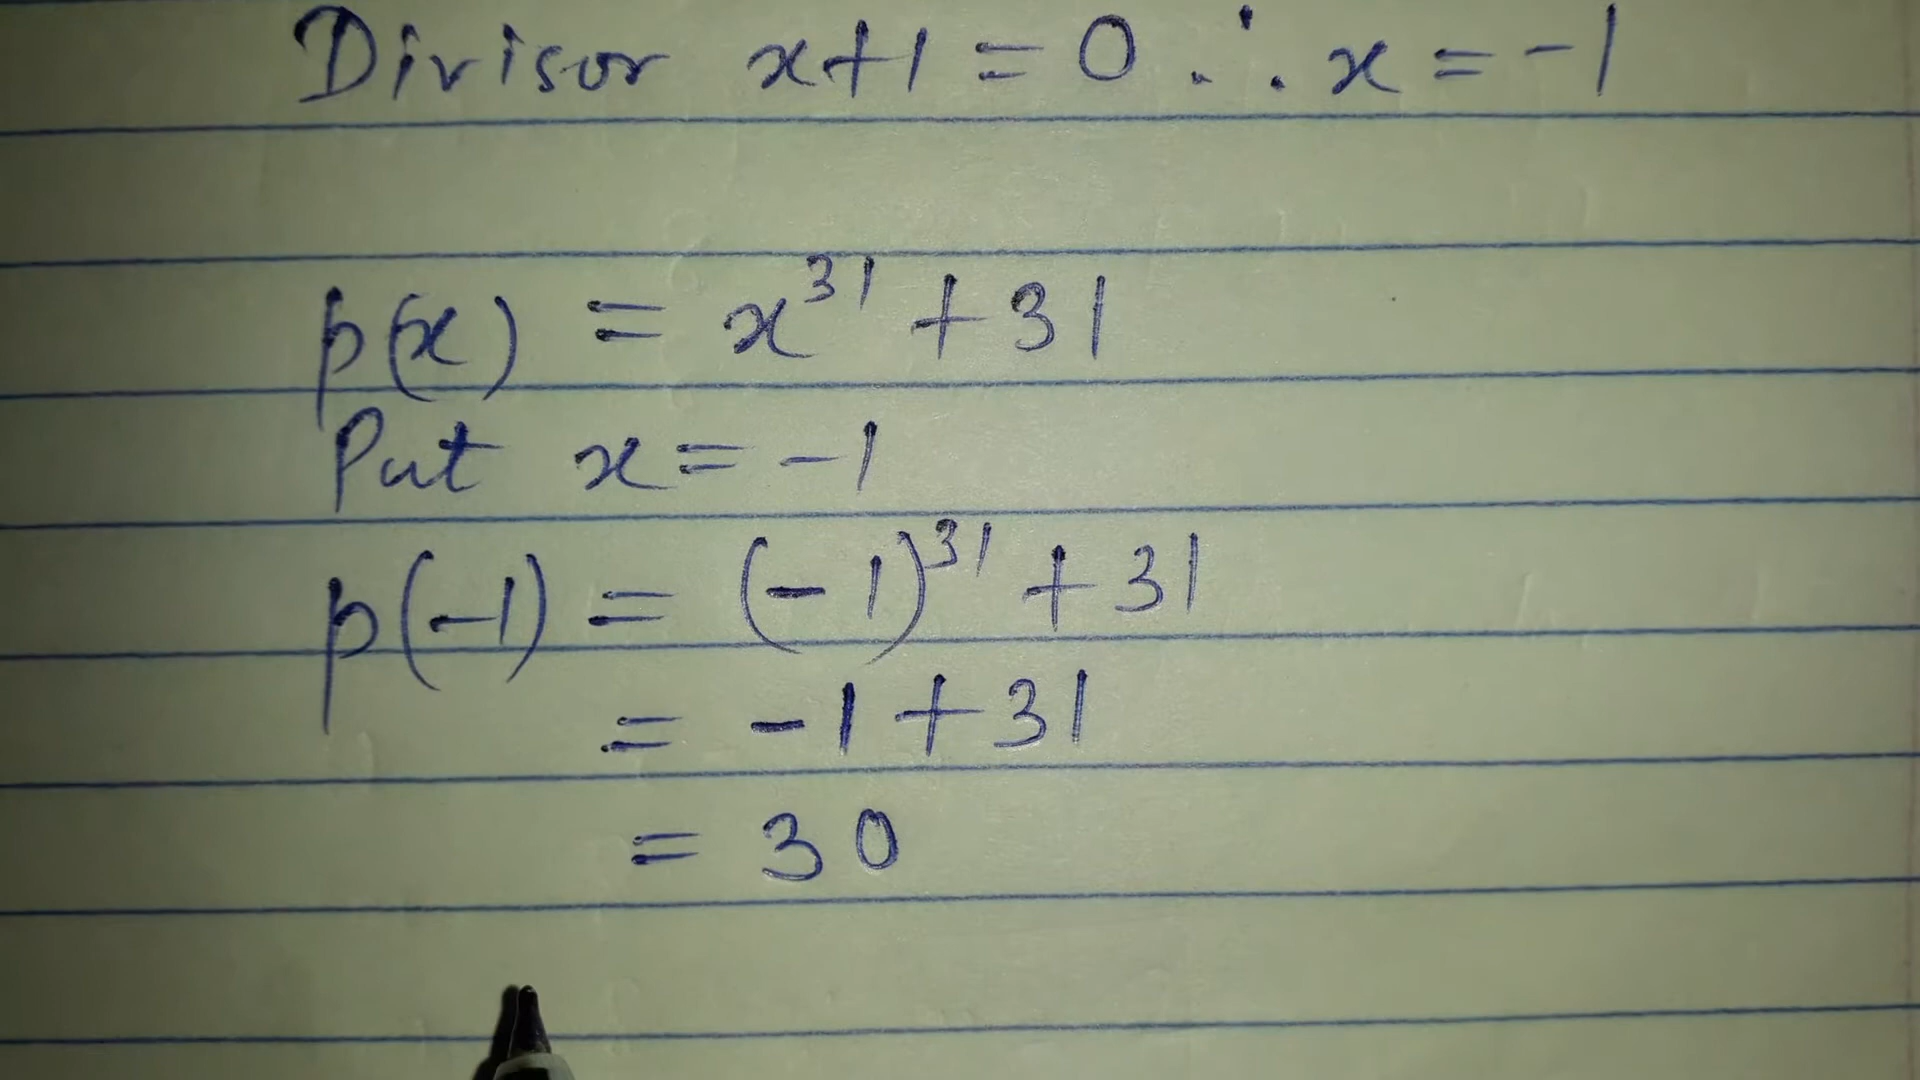 Divisor x+1 = 0 ∴ x = -1
p(x) = x³¹ + 31
Put x = -1
p(-1) = (-1)³¹ + 31
= -1 + 31
= 30